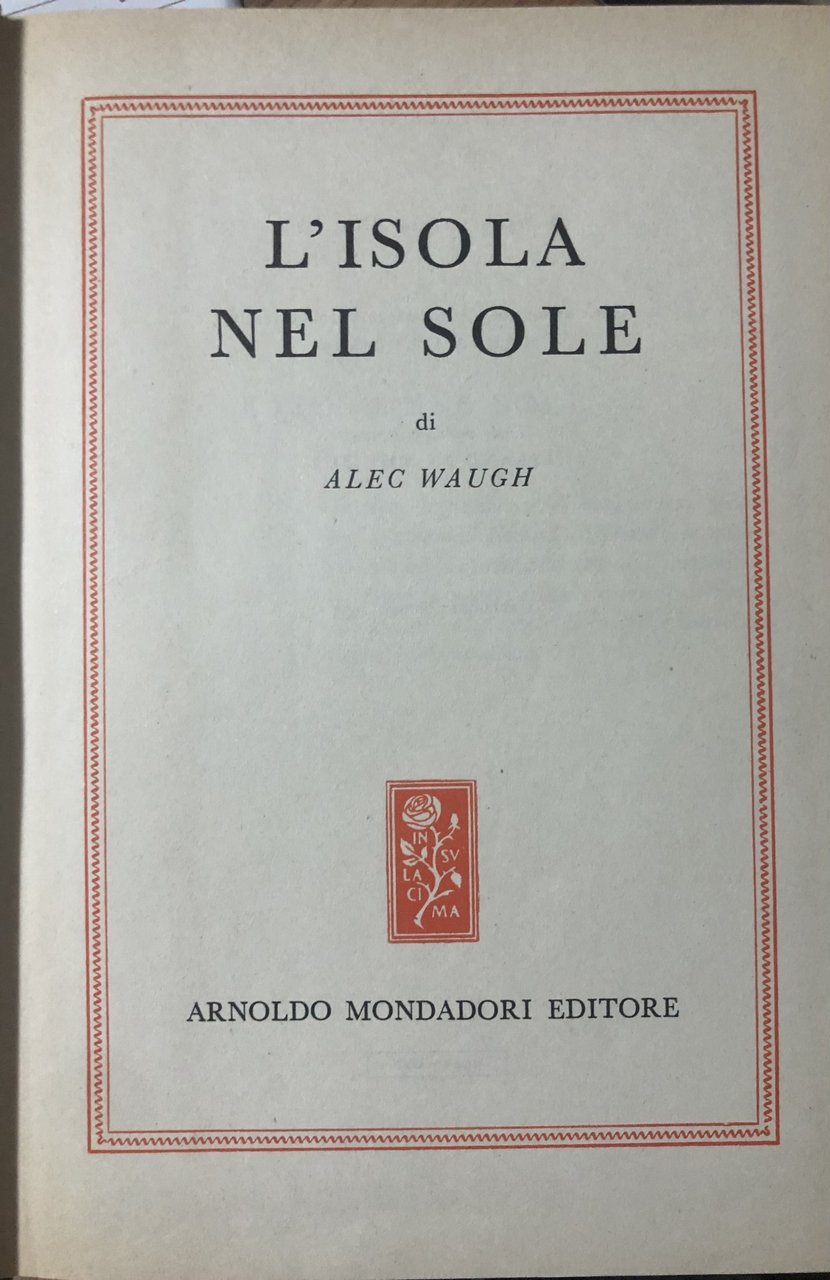 L'ISOLA
NEL SOLE
di
ALEC WAUGH
IN
SV
LA
CI
MA
ARNOLDO MONDADORI EDITORE